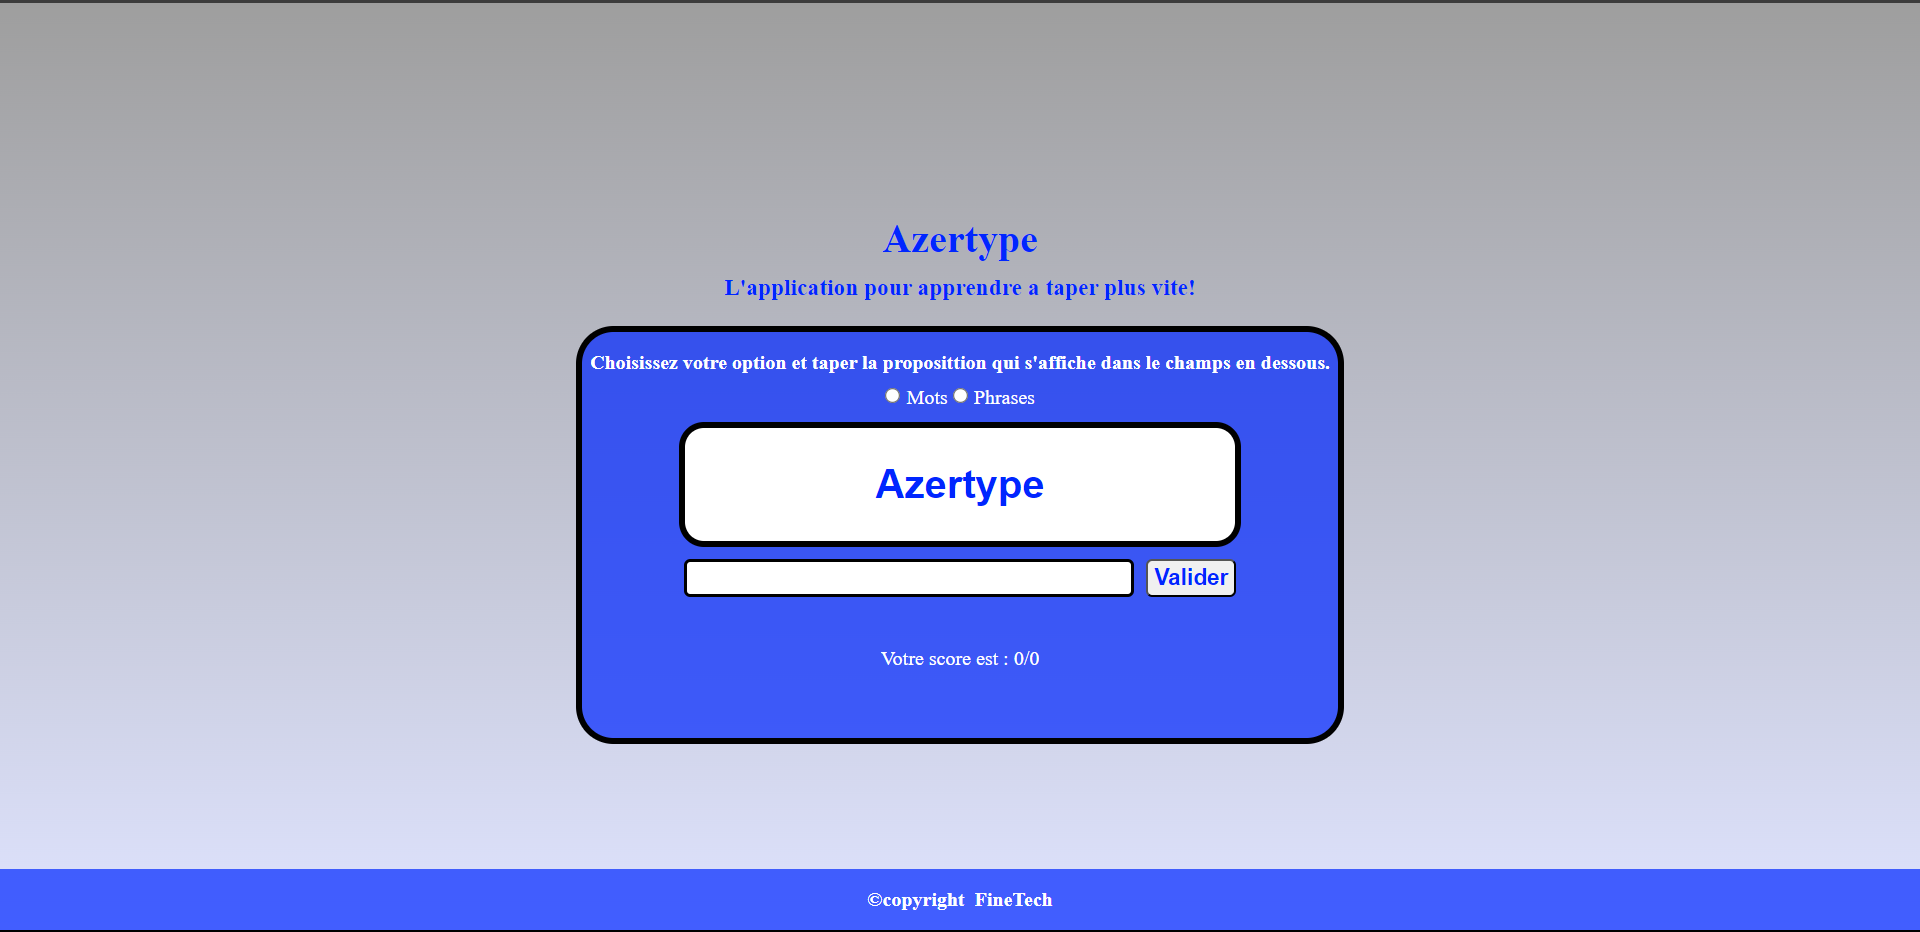 Azertype
L'application pour apprendre a taper plus vite!
Choisissez votre option et taper la proposittion qui s'affiche dans le champs en dessous.
Mots Phrases
Azertype
Valider
Votre score est : 0/0
©copyright FineTech